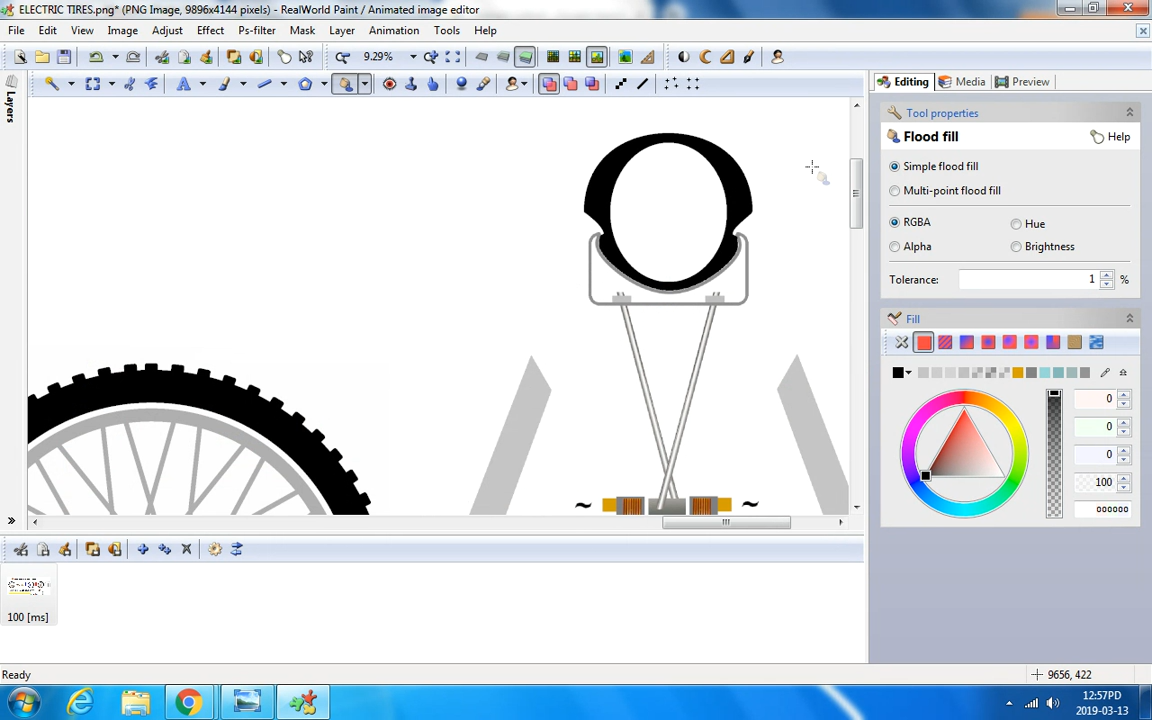 ELECTRIC TIRES.png* (PNG Image, 9896x4144 pixels) - RealWorld Paint / Animated image editor
File Edit View Image Adjust Effect Ps-filter Mask Layer Animation Tools Help
9.29%
Layers
Editing Media Preview
Tool properties
Flood fill Help
Simple flood fill
Multi-point flood fill
RGBA Hue
Alpha Brightness
Tolerance: 1 %
Fill
0
0
0
100
000000
~ ~
100 [ms]
Ready 9656, 422
12:57PD
2019-03-13